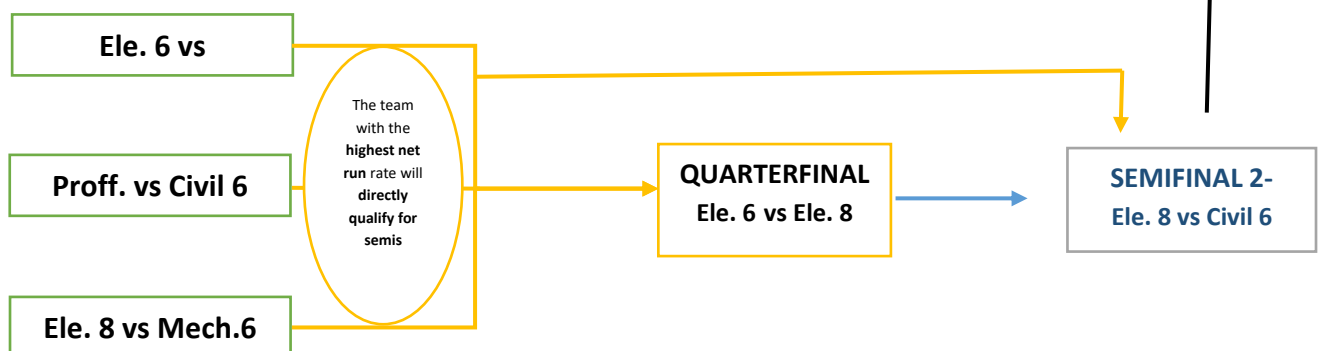 Ele. 6 vs
The team
with the
highest net
run rate will
directly
qualify for
semis
Proff. vs Civil 6
Ele. 8 vs Mech.6
QUARTERFINAL
Ele. 6 vs Ele. 8
SEMIFINAL 2-
Ele. 8 vs Civil 6